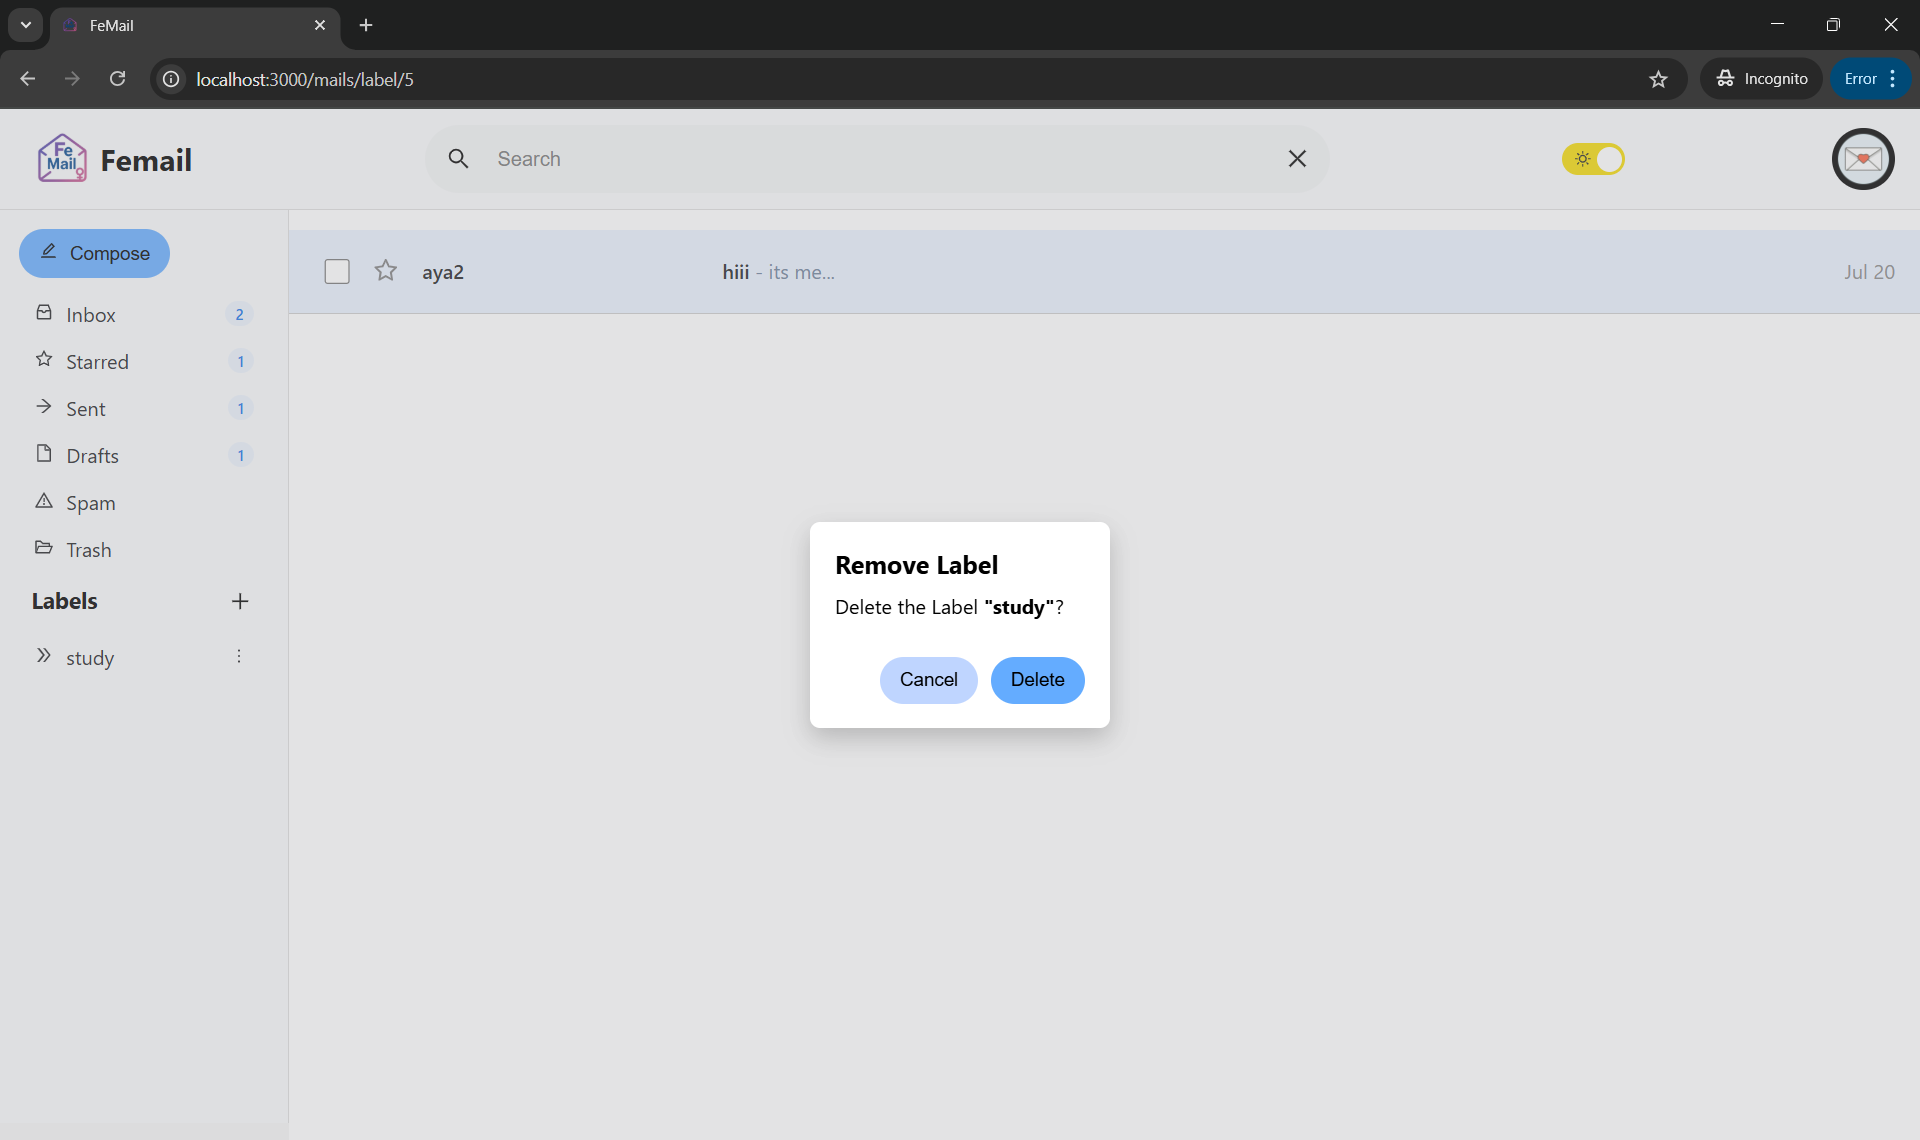 FeMail
localhost:3000/mails/label/5
Incognito
Error
Fe
Mail
Femail
Search
Compose
Inbox 2
Starred 1
Sent 1
Drafts 1
Spam
Trash
Labels
study
aya2 hiii - its me... Jul 20
Remove Label
Delete the Label "study"?
Cancel Delete